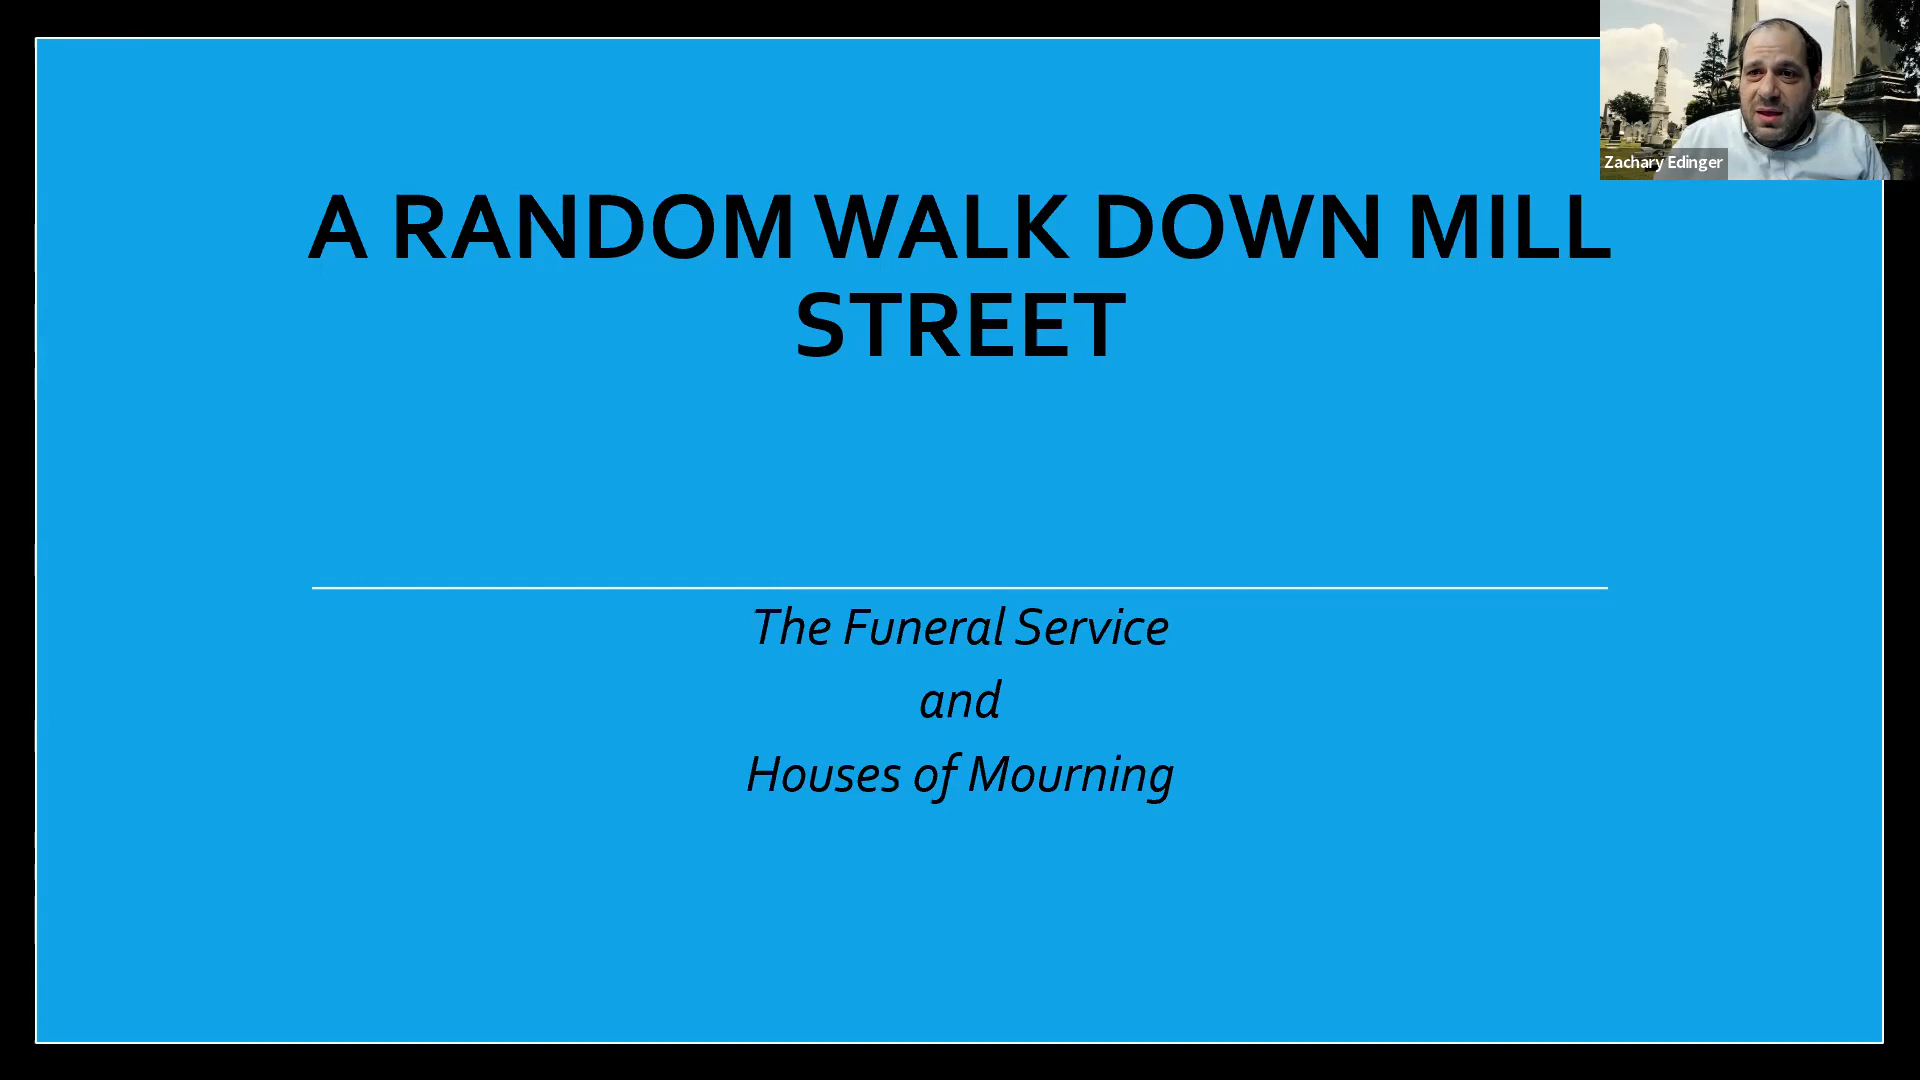 Zachary Edinger
A RANDOM WALK DOWN MILL
STREET
The Funeral Service
and
Houses of Mourning